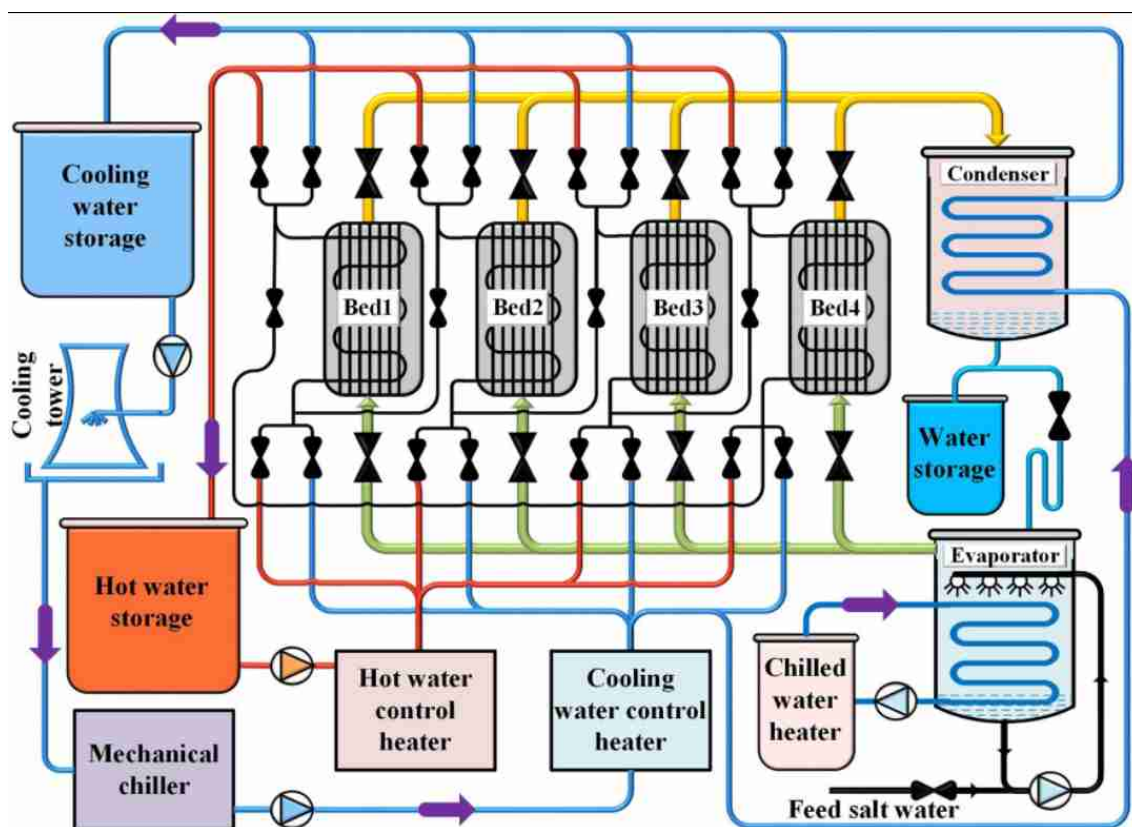 Cooling
water
storage
Condenser
Bed1
Bed2
Bed3
Bed4
Cooling
tower
Water
storage
Evaporator
Hot water
storage
Hot water
control
heater
Cooling
water control
heater
Chilled
water
heater
Mechanical
chiller
Feed salt water